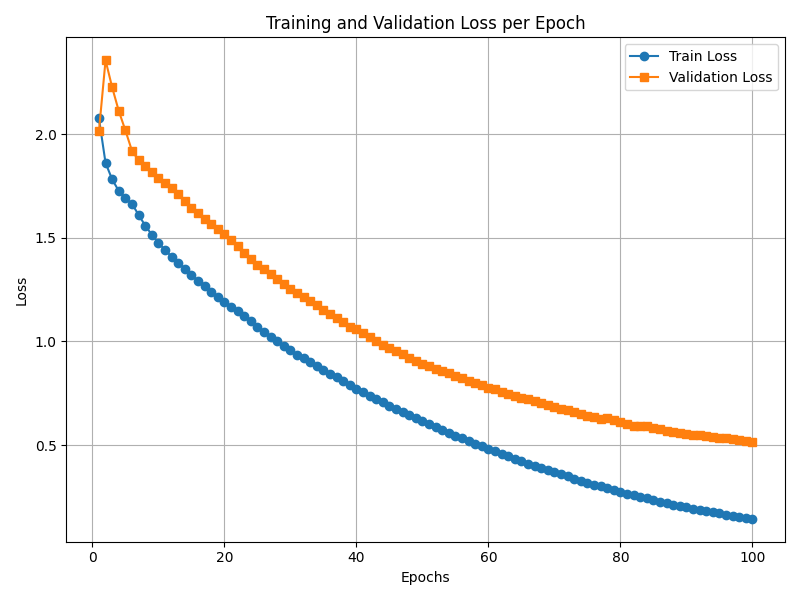 Training and Validation Loss per Epoch
Train Loss
Validation Loss
2.0
1.5
1.0
0.5
Loss
0 20 40 60 80 100
Epochs